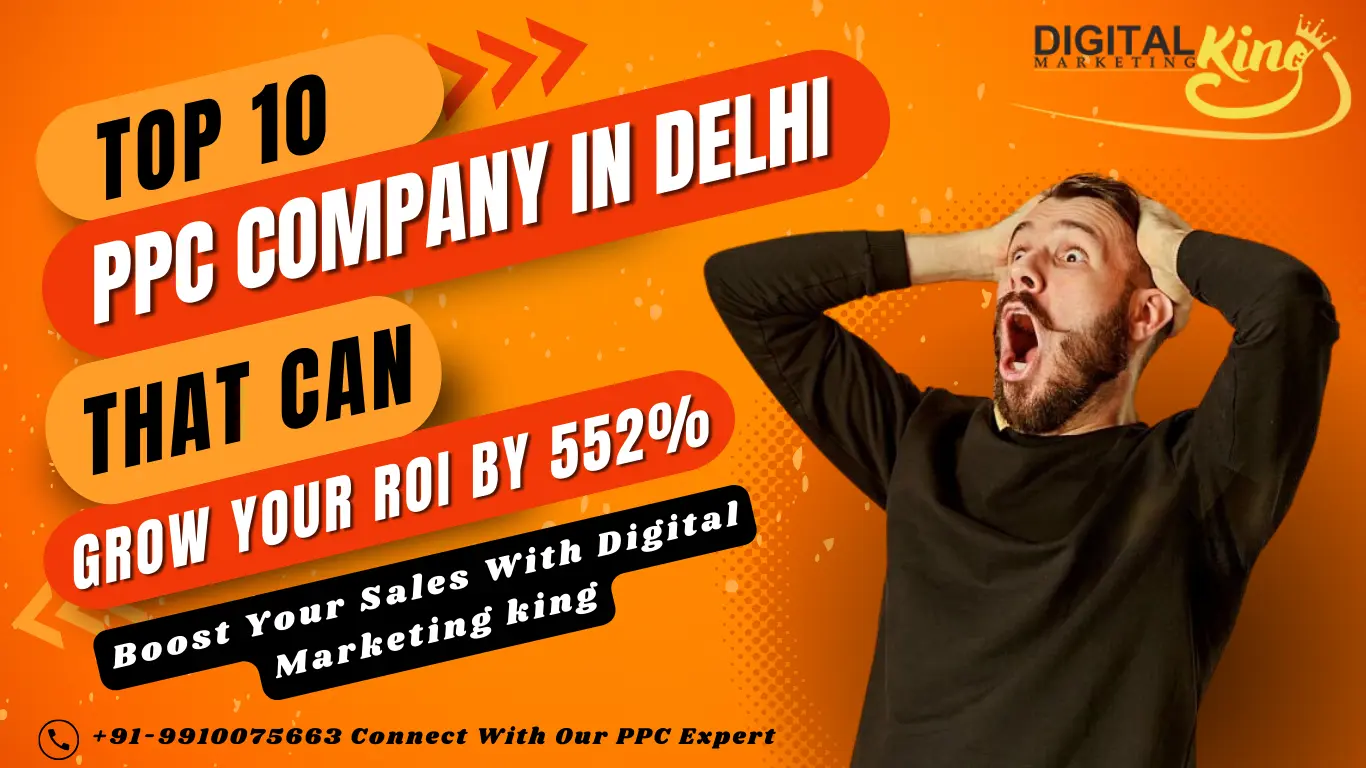 DIGITAL King
MARKETING
TOP 10
PPC COMPANY IN DELHI
THAT CAN
GROW YOUR ROI BY 552%
Boost Your Sales With Digital
Marketing king
+91-9910075663 Connect With Our PPC Expert